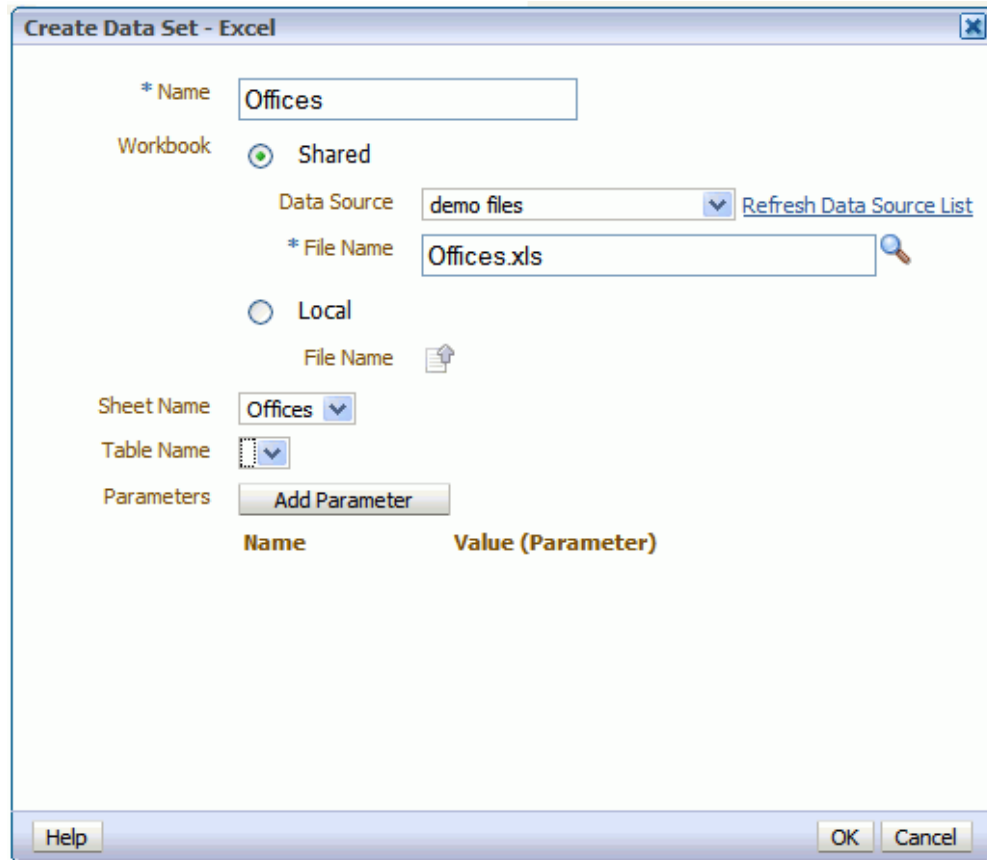 Create Data Set - Excel
* Name Offices
Workbook Shared
Data Source demo files Refresh Data Source List
* File Name Offices.xls
Local
File Name
Sheet Name Offices
Table Name
Parameters Add Parameter
Name Value (Parameter)
Help OK Cancel